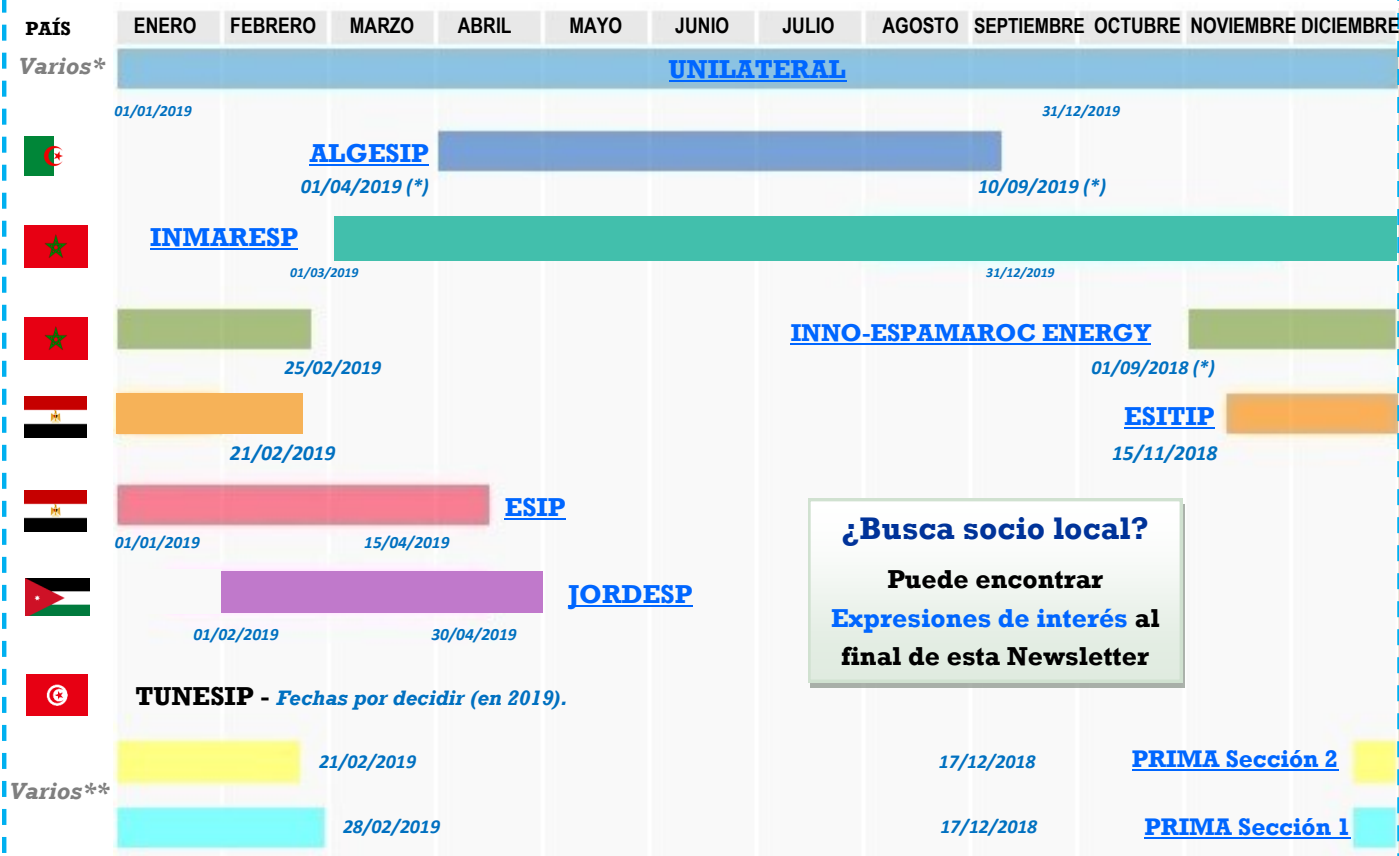 PAÍS ENERO FEBRERO MARZO ABRIL MAYO JUNIO JULIO AGOSTO SEPTIEMBRE OCTUBRE NOVIEMBRE DICIEMBRE
Varios* UNILATERAL
01/01/2019 31/12/2019
ALGESIP
01/04/2019 (*) 10/09/2019 (*)
INMARESP
01/03/2019 31/12/2019
INNO-ESPAMAROC ENERGY
25/02/2019 01/09/2018 (*)
ESITIP
21/02/2019 15/11/2018
ESIP
01/01/2019 15/04/2019
JORDESP
01/02/2019 30/04/2019
¿Busca socio local?
Puede encontrar
Expresiones de interés al
final de esta Newsletter
TUNESIP - Fechas por decidir (en 2019).
Varios**
21/02/2019 17/12/2018 PRIMA Sección 2
28/02/2019 17/12/2018 PRIMA Sección 1